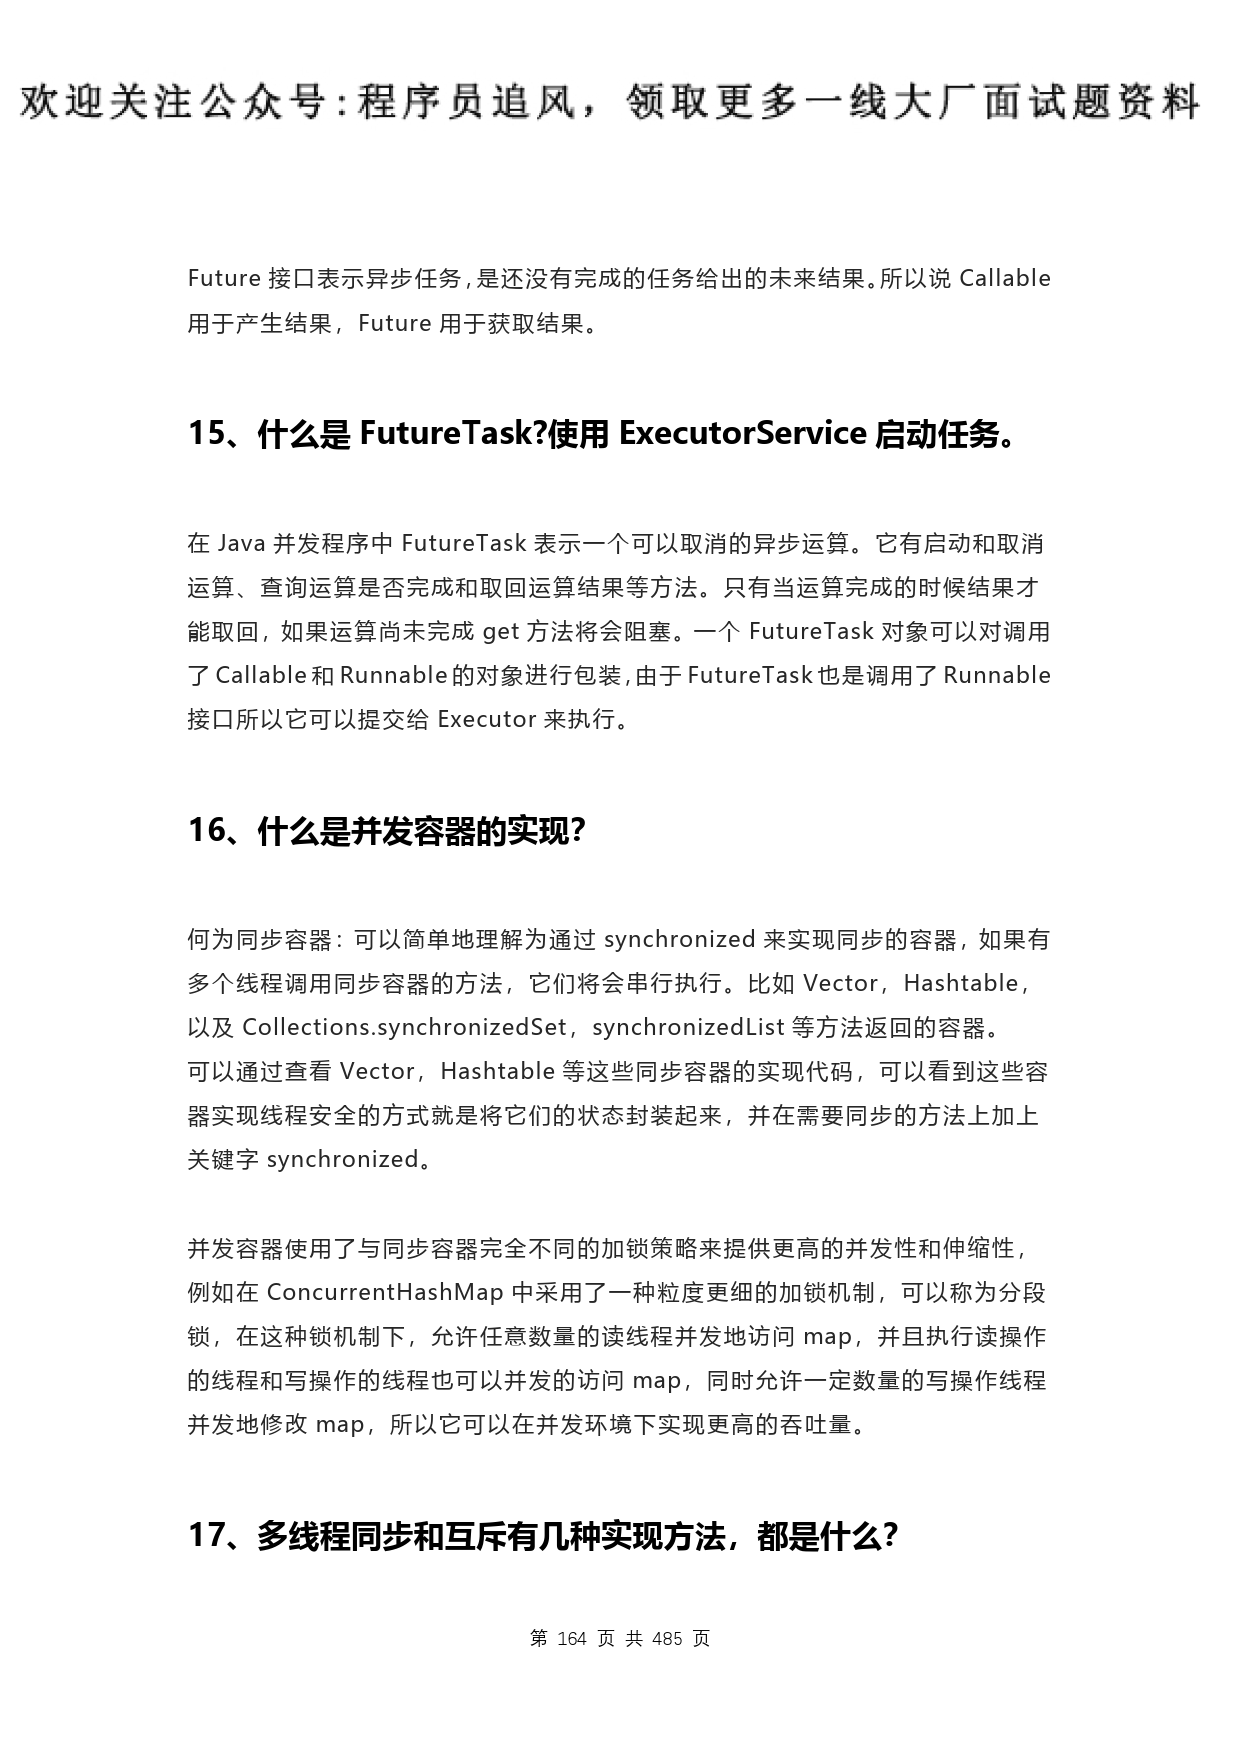 欢迎关注公众号:程序员追风，领取更多一线大厂面试题资料
Future 接口表示异步任务，是还没有完成的任务给出的未来结果。所以说 Callable
用于产生结果，Future 用于获取结果。
15、什么是 FutureTask?使用 ExecutorService 启动任务。
在 Java 并发程序中 FutureTask 表示一个可以取消的异步运算。它有启动和取消
运算、查询运算是否完成和取回运算结果等方法。只有当运算完成的时候结果才
能取回，如果运算尚未完成 get 方法将会阻塞。一个 FutureTask 对象可以对调用
了 Callable 和 Runnable 的对象进行包装，由于 FutureTask 也是调用了 Runnable
接口所以它可以提交给 Executor 来执行。
16、什么是并发容器的实现？
何为同步容器：可以简单地理解为通过 synchronized 来实现同步的容器，如果有
多个线程调用同步容器的方法，它们将会串行执行。比如 Vector，Hashtable，
以及 Collections.synchronizedSet，synchronizedList 等方法返回的容器。
可以通过查看 Vector，Hashtable 等这些同步容器的实现代码，可以看到这些容
器实现线程安全的方式就是将它们的状态封装起来，并在需要同步的方法上加上
关键字 synchronized。
并发容器使用了与同步容器完全不同的加锁策略来提供更高的并发性和伸缩性，
例如在 ConcurrentHashMap 中采用了一种粒度更细的加锁机制，可以称为分段
锁，在这种锁机制下，允许任意数量的读线程并发地访问 map，并且执行读操作
的线程和写操作的线程也可以并发的访问 map，同时允许一定数量的写操作线程
并发地修改 map，所以它可以在并发环境下实现更高的吞吐量。
17、多线程同步和互斥有几种实现方法，都是什么？
第 164 页 共 485 页